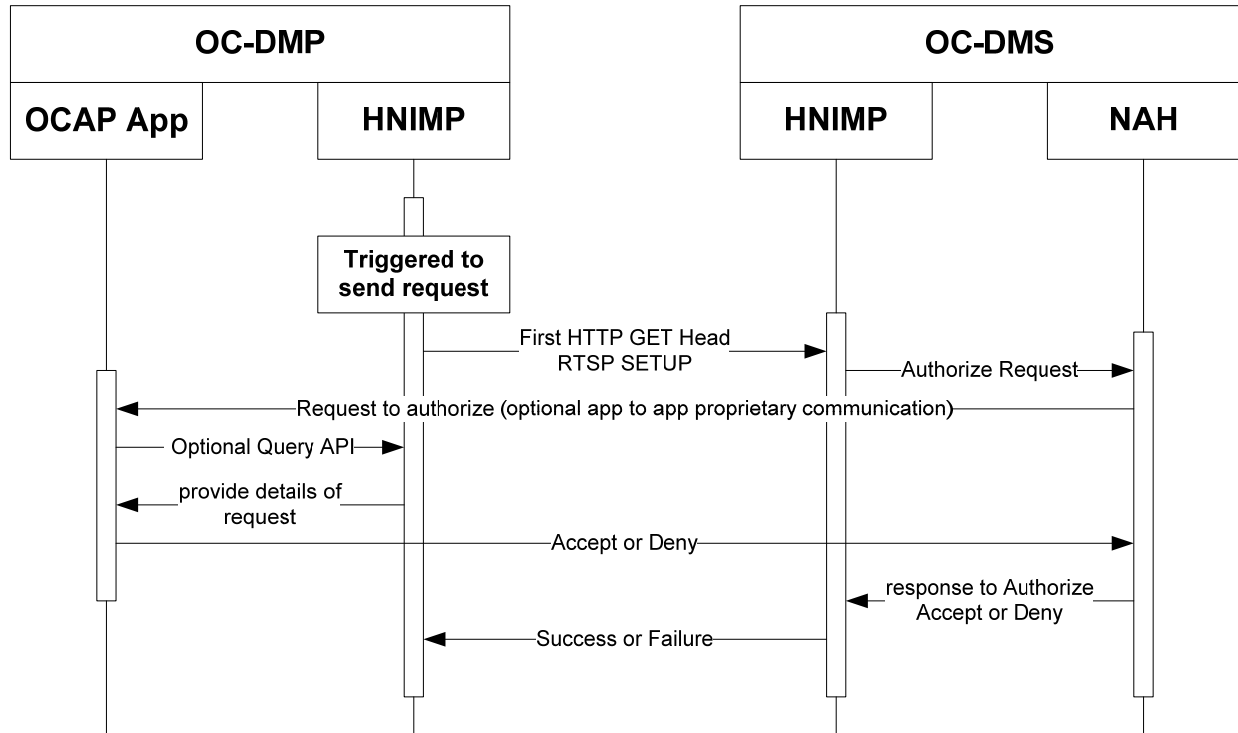 OC-DMP
OC-DMS
OCAP App
HNIMP
HNIMP
NAH
Triggered to
send request
First HTTP GET Head
RTSP SETUP
Authorize Request
Request to authorize (optional app to app proprietary communication)
Optional Query API
provide details of
request
Accept or Deny
response to Authorize
Accept or Deny
Success or Failure